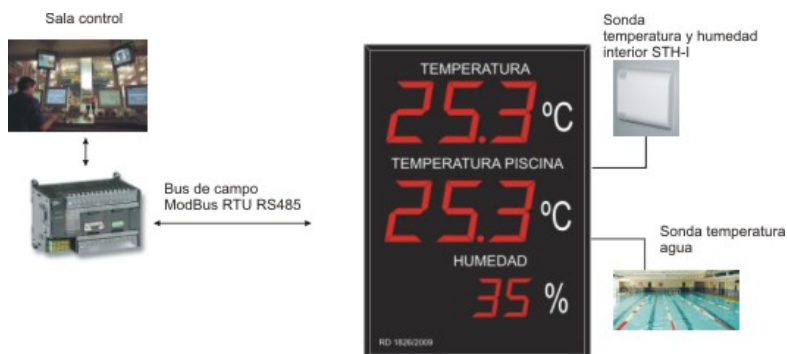 Sala control
Bus de campo
ModBus RTU RS485
TEMPERATURA
25.3 ºC
TEMPERATURA PISCINA
25.3 ºC
HUMEDAD
35 %
RD 1826/2009
Sonda
temperatura y humedad
interior STH-I
Sonda temperatura
agua